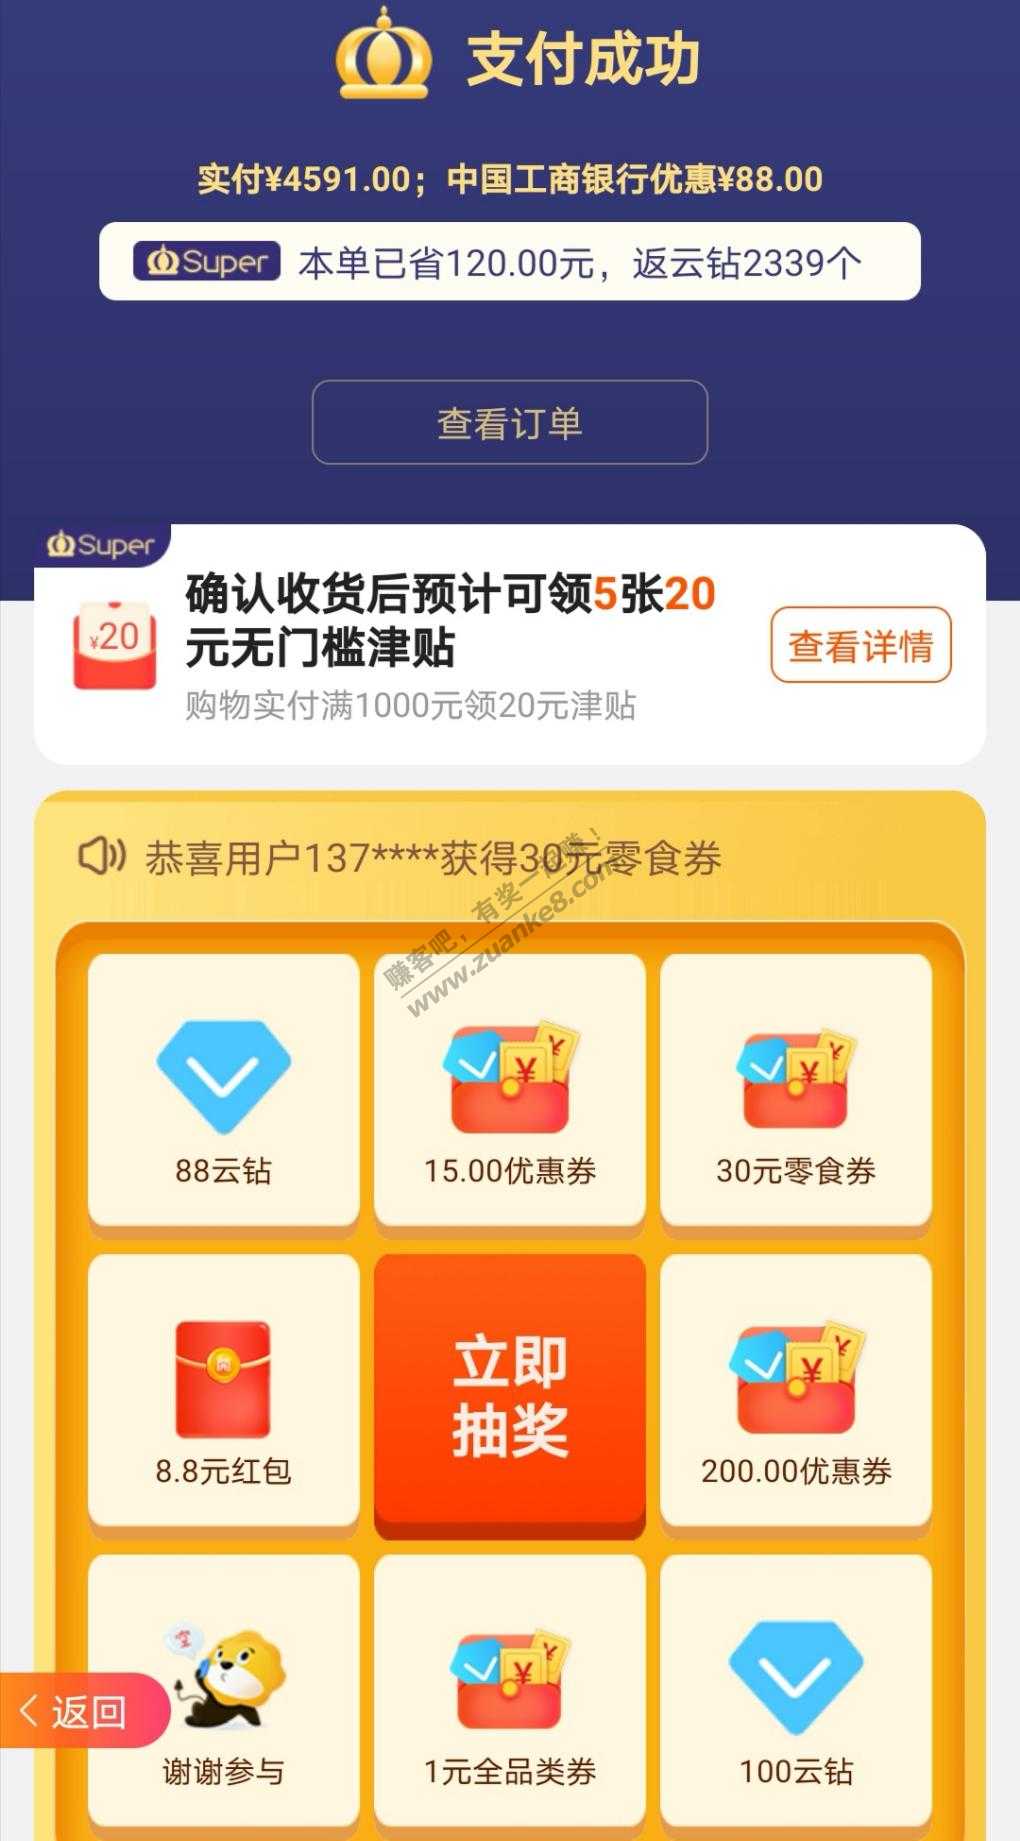 支付成功
实付¥4591.00；中国工商银行优惠¥88.00
Super 本单已省120.00元，返云钻2339个
查看订单
Super
¥20
确认收货后预计可领5张20
元无门槛津贴
购物实付满1000元领20元津贴
查看详情
恭喜用户137****获得30元零食券
赚客吧，有奖一起赚！
www.zuanke8.com
88云钻
15.00优惠券
30元零食券
8.8元红包
立即
抽奖
200.00优惠券
空
返回
谢谢参与
1元全品类券
100云钻